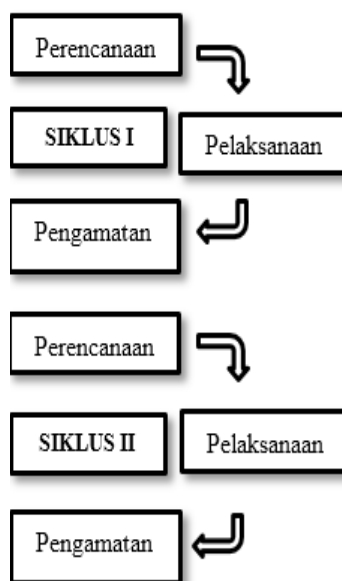 Perencanaan
SIKLUS I
Pelaksanaan
Pengamatan
Perencanaan
SIKLUS II
Pelaksanaan
Pengamatan